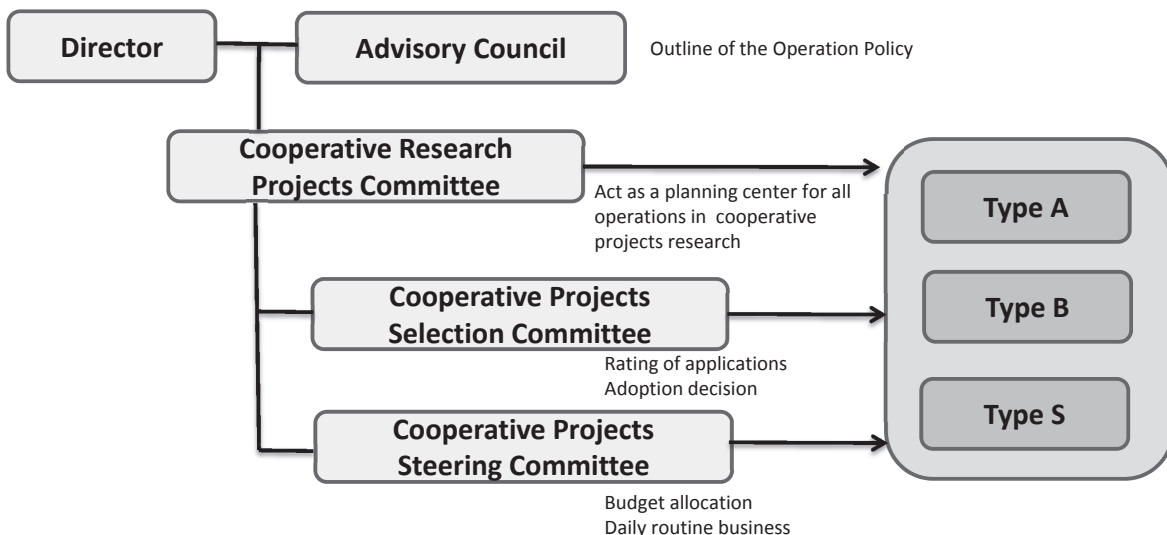 Director
Advisory Council
Outline of the Operation Policy
Cooperative Research
Projects Committee
Act as a planning center for all
operations in cooperative
projects research
Type A
Cooperative Projects
Selection Committee
Type B
Rating of applications
Adoption decision
Cooperative Projects
Steering Committee
Type S
Budget allocation
Daily routine business